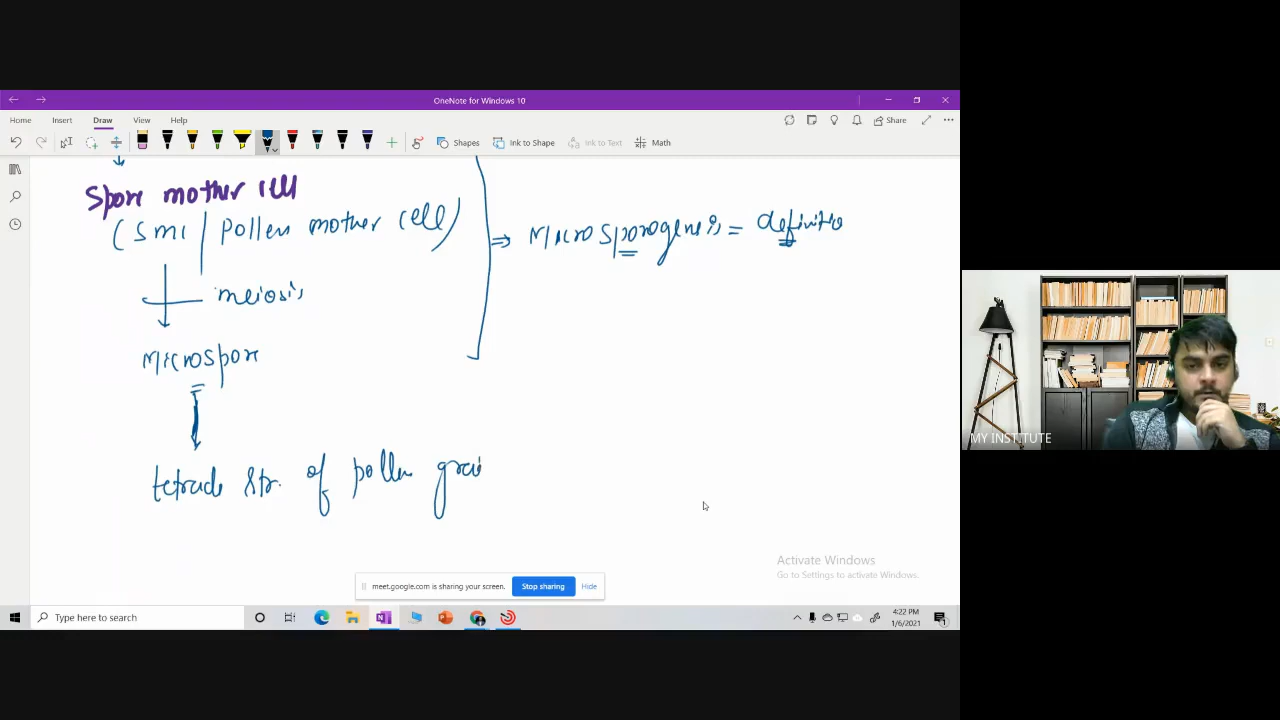 OneNote for Windows 10
Home Insert Draw View Help
Share
Shapes Ink to Shape Ink to Text Math
Spore mother cell
(SMC | pollen mother cell)
⇒ Microsporogenesis = definitio
meiosis
Microspore
tetrade str. of pollen grai
MY INSTITUTE
Activate Windows
Go to Settings to activate Windows.
meet.google.com is sharing your screen. Stop sharing Hide
Type here to search
4:22 PM
1/6/2021